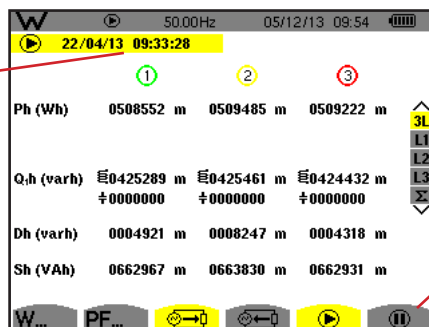 W 50.00Hz 05/12/13 09:54
22/04/13 09:33:28
1 2 3
Ph (Wh) 0508552 m 0509485 m 0509222 m
3L
L1
L2
Q₁h (varh) 0425289 m 0425461 m 0424432 m
L3
÷0000000 ÷0000000 ÷0000000
Σ
Dh (varh) 0004921 m 0008247 m 0004318 m
Sh (VAh) 0662967 m 0663830 m 0662931 m
W... PF...